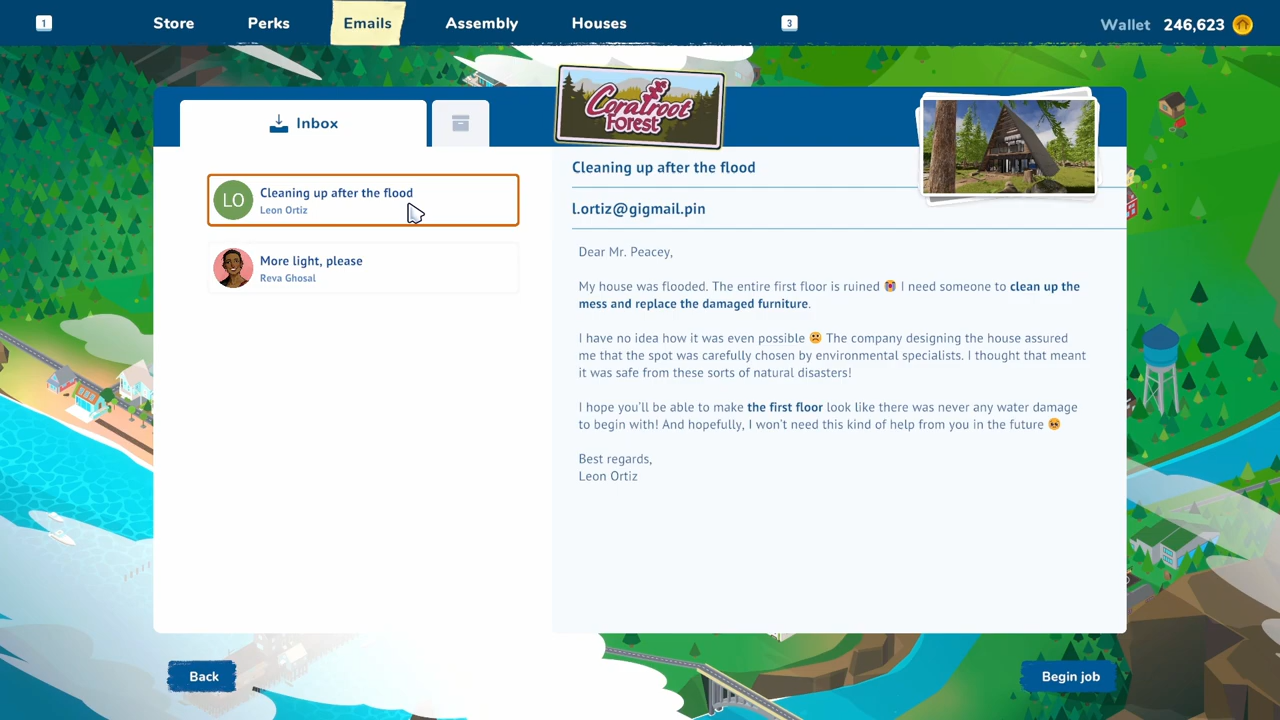 1
Store
Perks
Emails
Assembly
Houses
3
Wallet 246,623
Inbox
Coralroot
FOREST
LO
Cleaning up after the flood
Leon Ortiz
More light, please
Reva Ghosal
Cleaning up after the flood
l.ortiz@gigmail.pin
Dear Mr. Peacey,
My house was flooded. The entire first floor is ruined I need someone to clean up the
mess and replace the damaged furniture.
I have no idea how it was even possible The company designing the house assured
me that the spot was carefully chosen by environmental specialists. I thought that meant
it was safe from these sorts of natural disasters!
I hope you'll be able to make the first floor look like there was never any water damage
to begin with! And hopefully, I won't need this kind of help from you in the future
Best regards,
Leon Ortiz
Back
Begin job